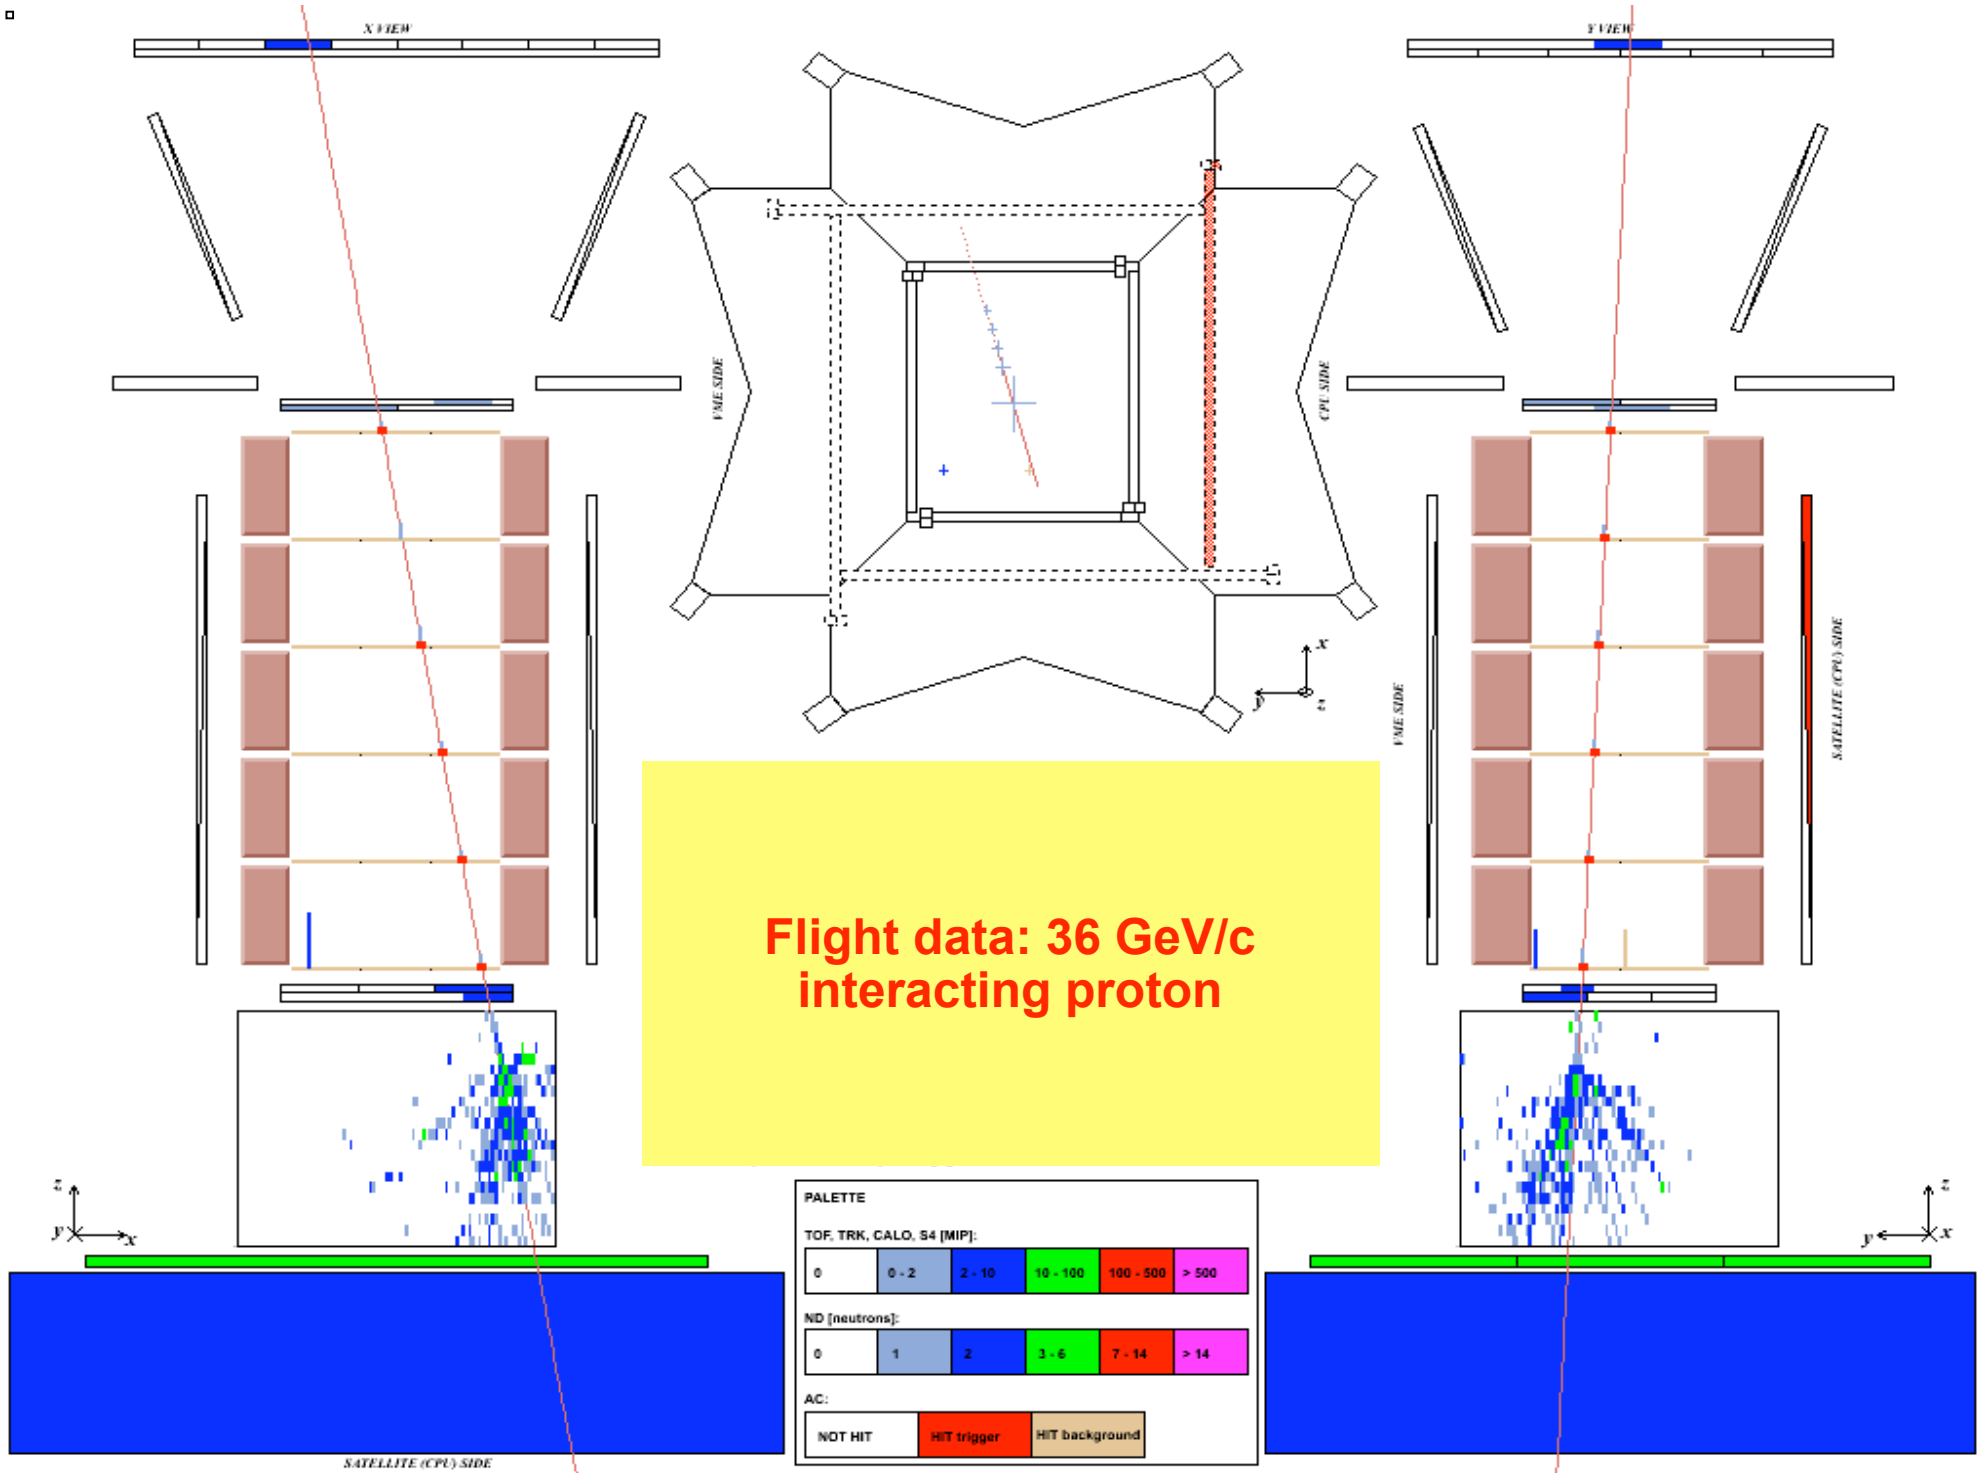 X VIEW
Y VIEW
VME SIDE
CPU SIDE
x
y
z
VME SIDE
SATELLITE (CPU) SIDE
Flight data: 36 GeV/c
interacting proton
z
y
x
z
y
x
PALETTE
TOF, TRK, CALO, S4 [MIP]:
0 0 - 2 2 - 10 10 - 100 100 - 500 > 500
ND [neutrons]:
0 1 2 3 - 6 7 - 14 > 14
AC:
NOT HIT HIT trigger HIT background
SATELLITE (CPU) SIDE